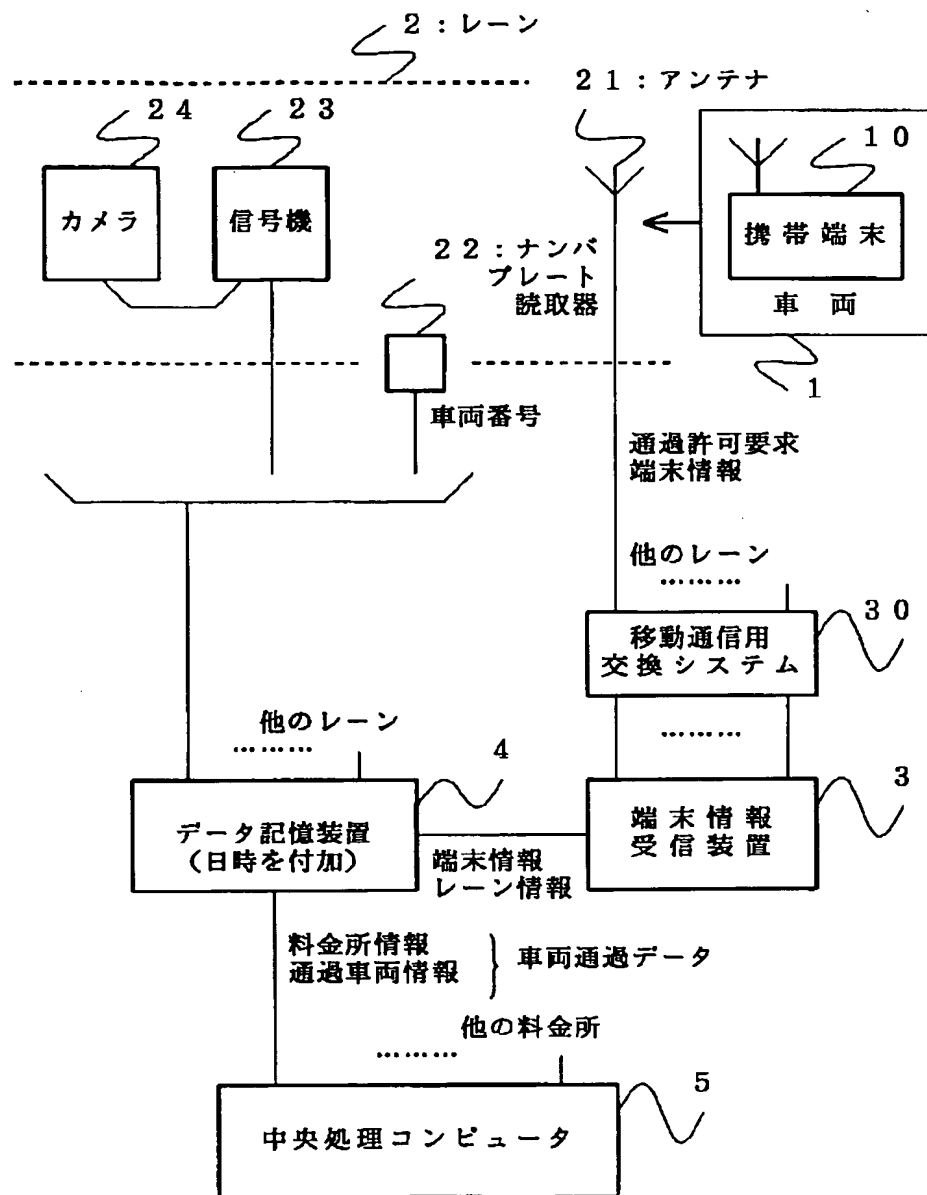 2:レーン
24
23
21:アンテナ
10
カメラ
信号機
携帯端末
22:ナンバ
プレート
読取器
車両
1
車両番号
通過許可要求
端末情報
他のレーン
………
30
移動通信用
交換システム
他のレーン
………
………
4
3
データ記憶装置
(日時を付加)
端末情報
受信装置
端末情報
レーン情報
料金所情報
通過車両情報
車両通過データ
他の料金所
………
5
中央処理コンピュータ